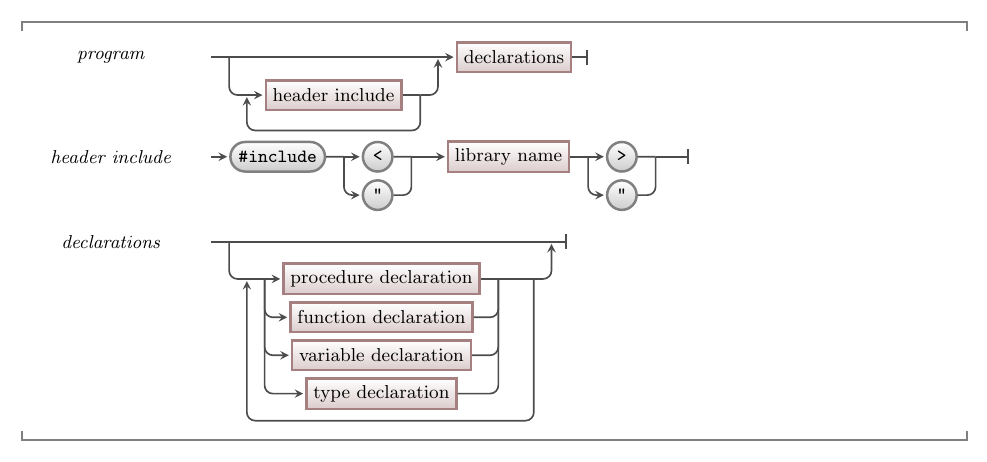 program declarations
header include
header include #include < library name >
" "
declarations
procedure declaration
function declaration
variable declaration
type declaration